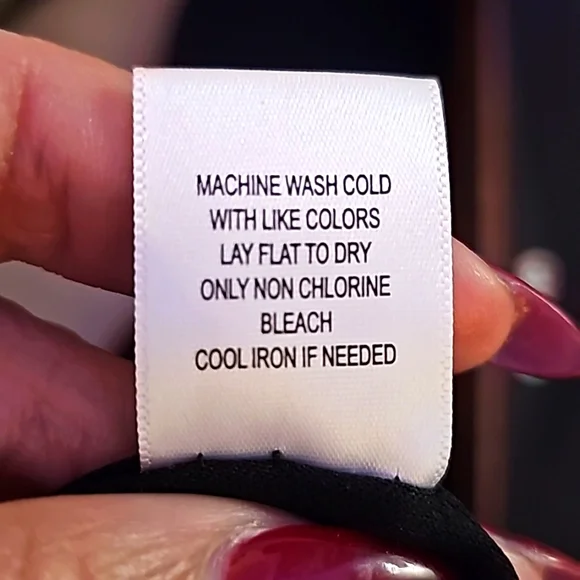 MACHINE WASH COLD
WITH LIKE COLORS
LAY FLAT TO DRY
ONLY NON CHLORINE
BLEACH
COOL IRON IF NEEDED